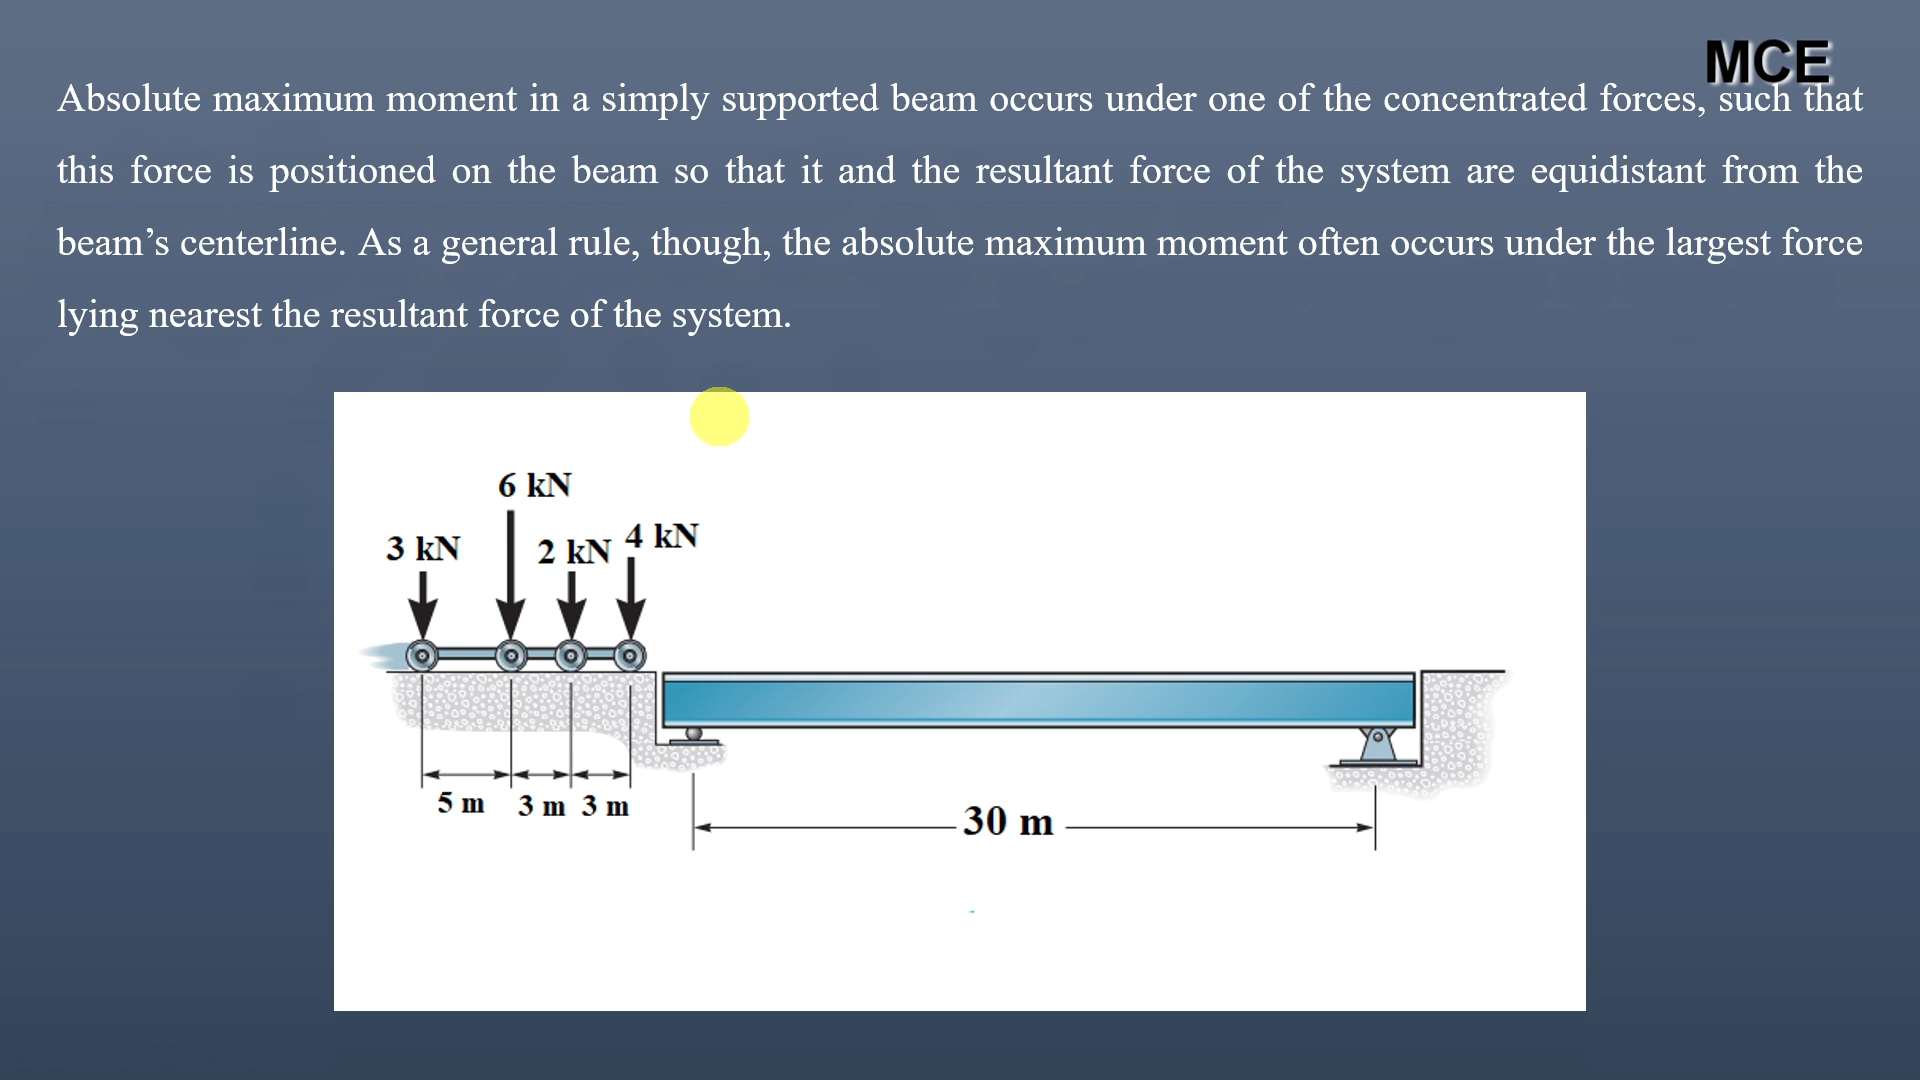 MCE
Absolute maximum moment in a simply supported beam occurs under one of the concentrated forces, such that
this force is positioned on the beam so that it and the resultant force of the system are equidistant from the
beam’s centerline. As a general rule, though, the absolute maximum moment often occurs under the largest force
lying nearest the resultant force of the system.
6 kN
3 kN
2 kN
4 kN
5 m
3 m
3 m
30 m